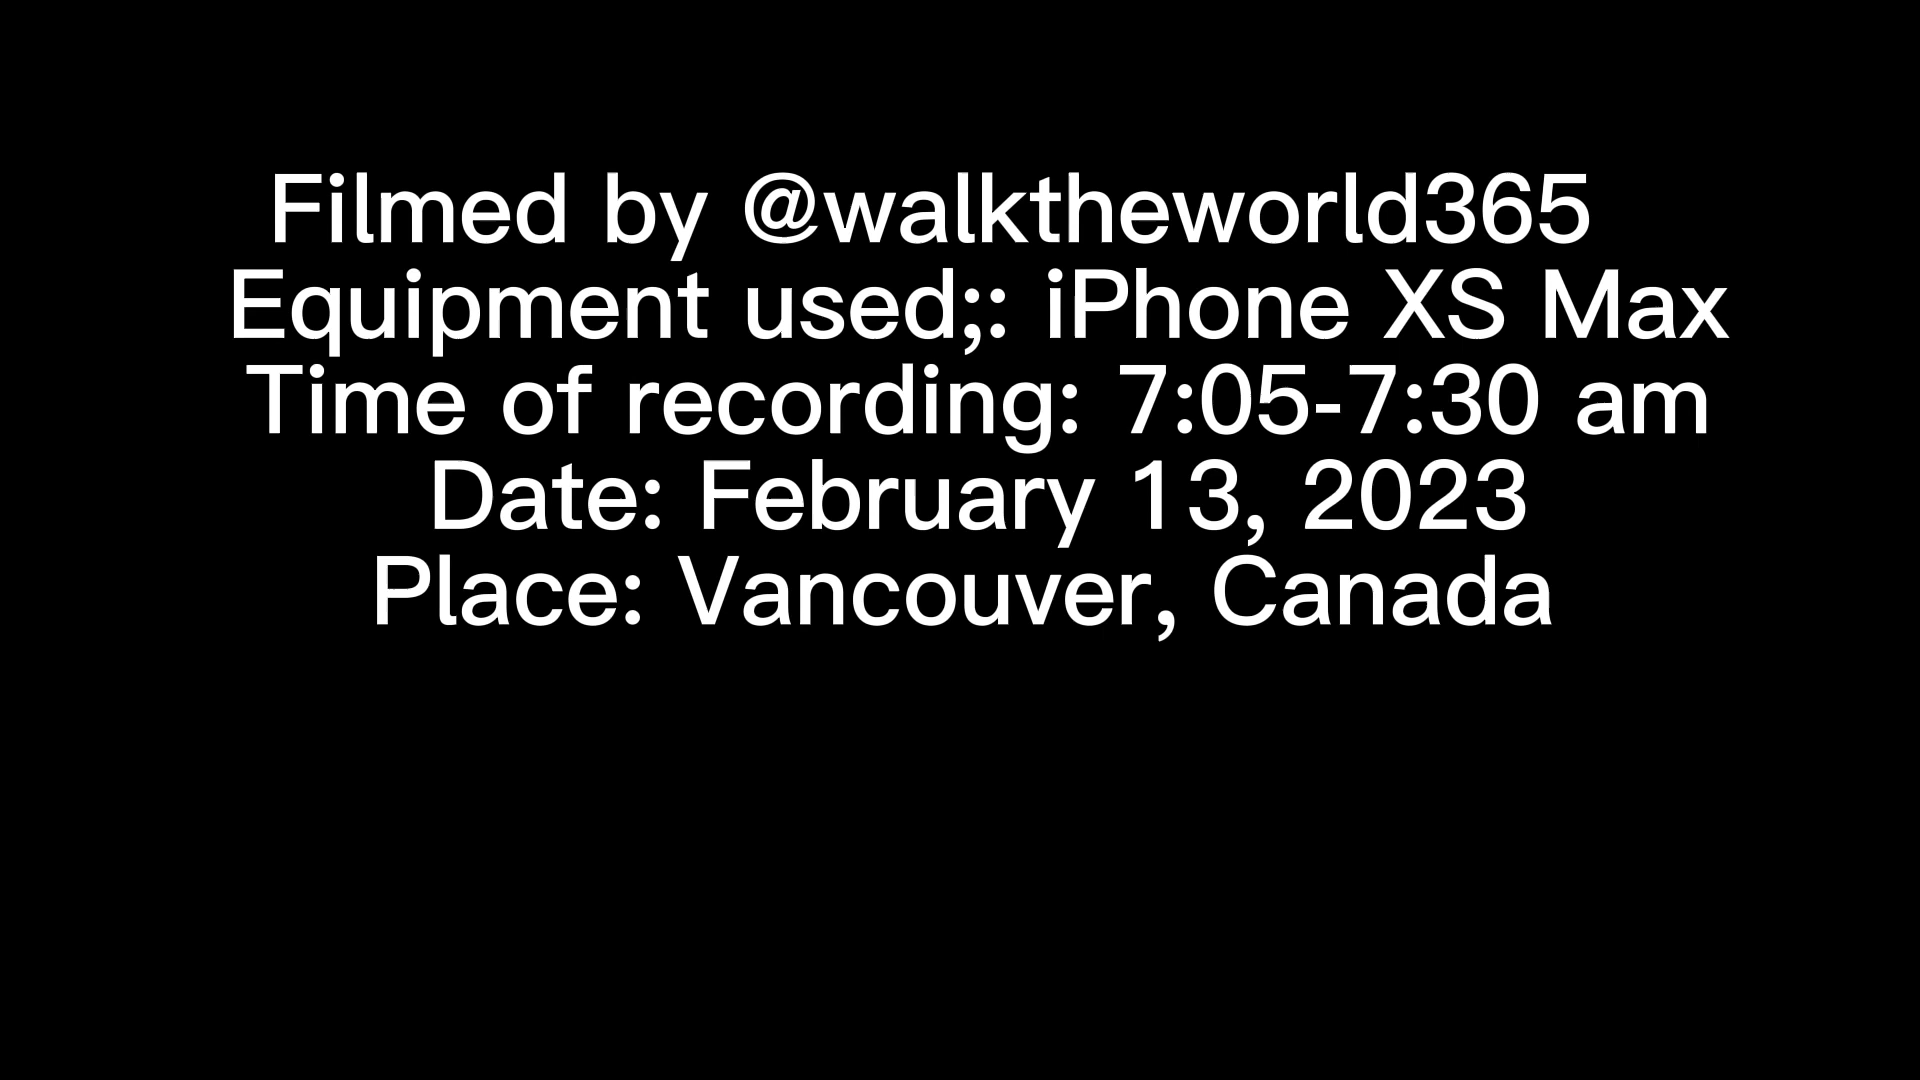 Filmed by @walktheworld365
Equipment used;: iPhone XS Max
Time of recording: 7:05-7:30 am
Date: February 13, 2023
Place: Vancouver, Canada